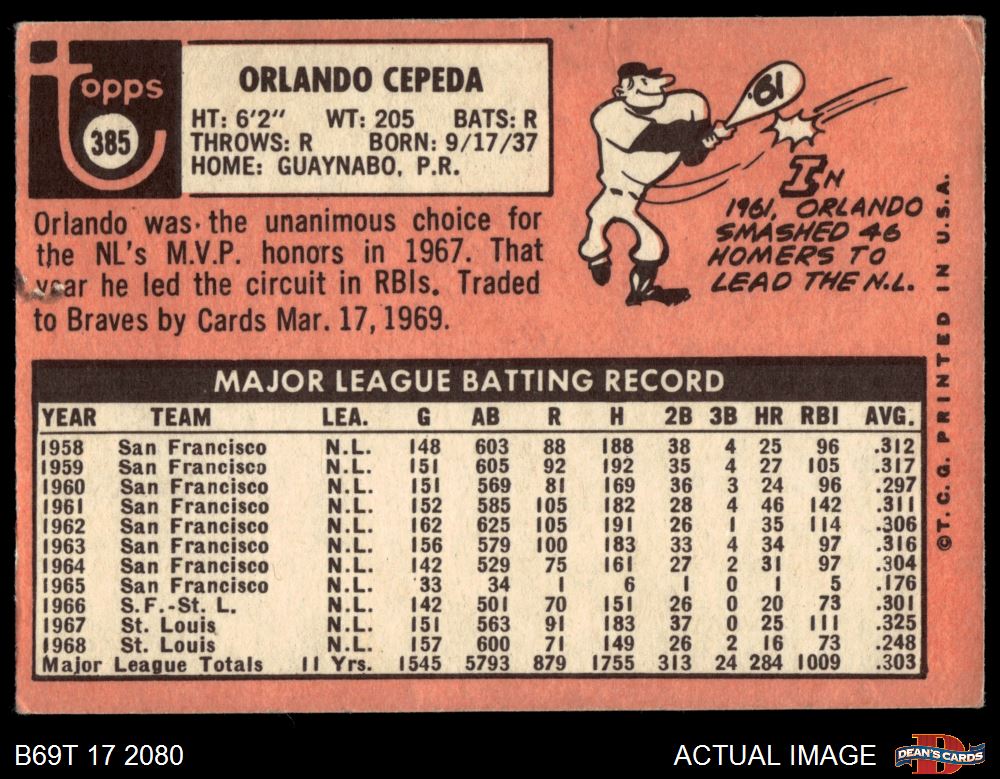 Topps
385
ORLANDO CEPEDA
HT: 6'2" WT: 205 BATS: R
THROWS: R BORN: 9/17/37
HOME: GUAYNABO, P.R.
Orlando was the unanimous choice for
the NL's M.V.P. honors in 1967. That
year he led the circuit in RBIs. Traded
to Braves by Cards Mar. 17, 1969.
BI
IN
1961, ORLANDO
SMASHED 46
HOMERS TO
LEAD THE N.L.
©T. C. G. PRINTED IN U.S.A.
MAJOR LEAGUE BATTING RECORD
YEAR TEAM LEA. G AB R H 2B 3B HR RBI AVG.
1958 San Francisco N.L. 148 603 88 188 38 4 25 96 .312
1959 San Francisco N.L. 151 605 92 192 35 4 27 105 .317
1960 San Francisco N.L. 151 569 81 169 36 3 24 96 .297
1961 San Francisco N.L. 152 585 105 182 28 4 46 142 .311
1962 San Francisco N.L. 162 625 105 191 26 1 35 114 .306
1963 San Francisco N.L. 156 579 100 183 33 4 34 97 .316
1964 San Francisco N.L. 142 529 75 161 27 2 31 97 .304
1965 San Francisco N.L. 33 34 1 6 1 0 1 5 .176
1966 S.F.-St. L. N.L. 142 501 70 151 26 0 20 73 .301
1967 St. Louis N.L. 151 563 91 183 37 0 25 111 .325
1968 St. Louis N.L. 157 600 71 149 26 2 16 73 .248
Major League Totals 11 Yrs. 1545 5793 879 1755 313 24 284 1009 .303
B69T 17 2080
ACTUAL IMAGE
DEAN'S CARDS